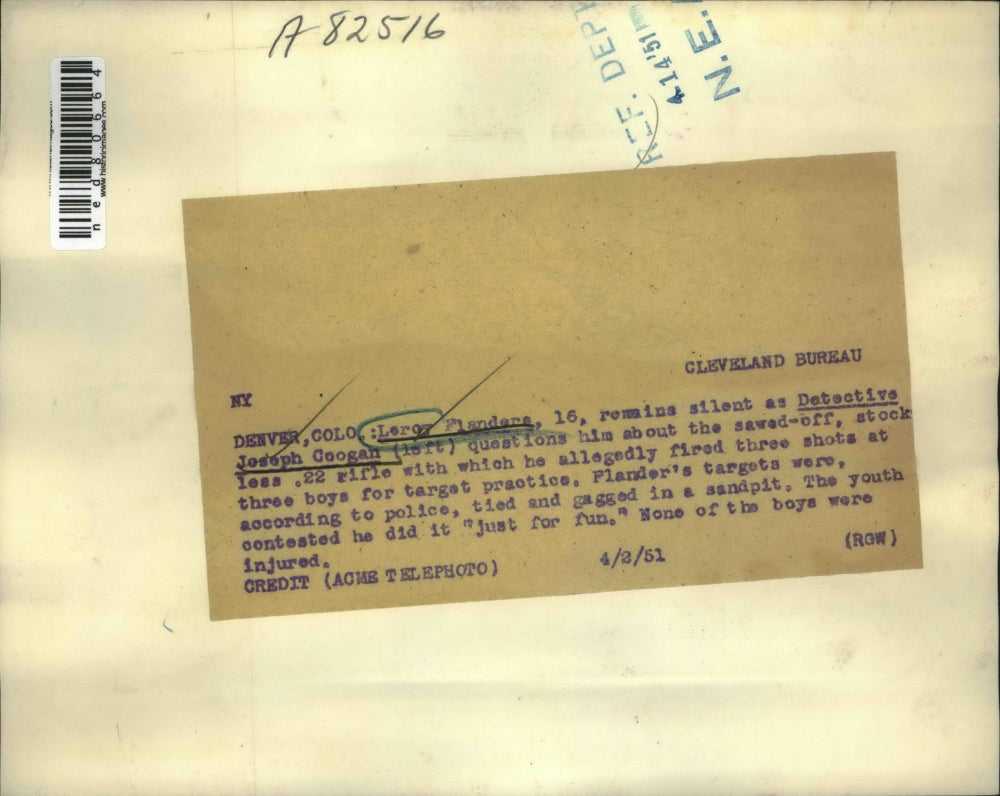 A 82516
REF. DEPT
4 14 '51
N.E.A
ned80664
www.historicimages.com
CLEVELAND BUREAU
NY
DENVER,COLO.:Leroy Flanders, 16, remains silent as Detective
Joseph Coogan (left) questions him about the sawed-off, stock
less .22 rifle with which he allegedly fired three shots at
three boys for target practice. Flander's targets were,
according to police, tied and gagged in a sandpit. The youth
contested he did it "just for fun." None of the boys were
injured. (RGW)
CREDIT (ACME TELEPHOTO) 4/2/51